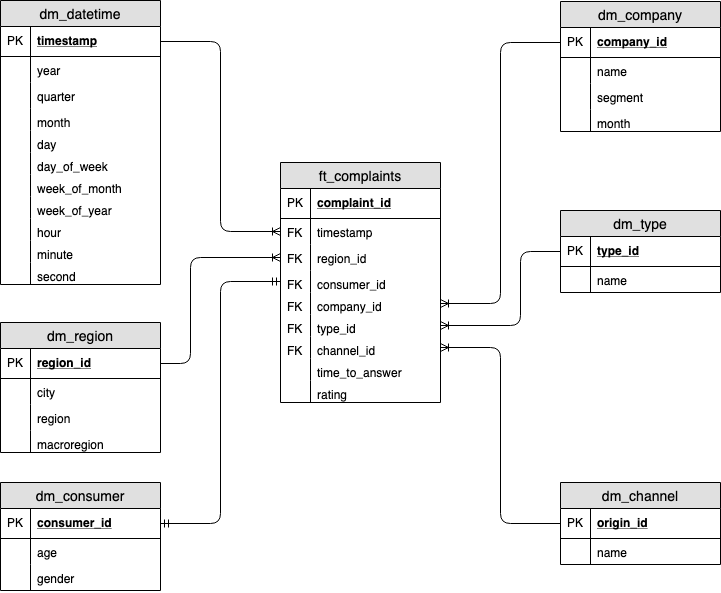 dm_datetime
PK timestamp
year
quarter
month
day
day_of_week
week_of_month
week_of_year
hour
minute
second
dm_region
PK region_id
city
region
macroregion
dm_consumer
PK consumer_id
age
gender
ft_complaints
PK complaint_id
FK timestamp
FK region_id
FK consumer_id
FK company_id
FK type_id
FK channel_id
time_to_answer
rating
dm_company
PK company_id
name
segment
month
dm_type
PK type_id
name
dm_channel
PK origin_id
name